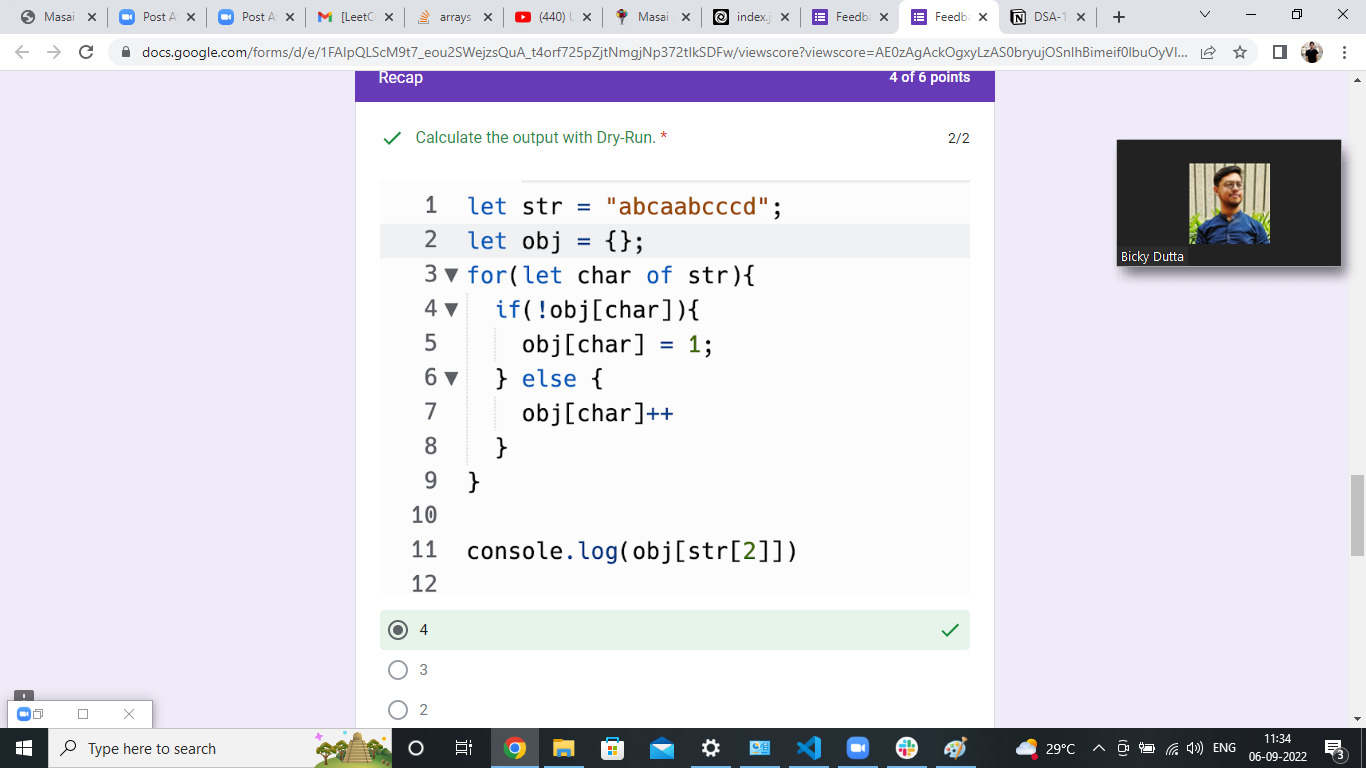 Masai
Post A
Post A
[LeetC
arrays
(440) U
Masai
index.j
Feedba
Feedba
DSA-1
docs.google.com/forms/d/e/1FAIpQLScM9t7_eou2SWejzsQuA_t4orf725pZjtNmgjNp372tIkSDFw/viewscore?viewscore=AE0zAgAckOgxyLzAS0bryujOSnlhBimeif0lbuOyVl...
Recap
4 of 6 points
Calculate the output with Dry-Run. *
2/2
1 let str = "abcaabcccd";
2 let obj = {};
3 for(let char of str){
4 if(!obj[char]){
5 obj[char] = 1;
6 } else {
7 obj[char]++
8 }
9 }
10
11 console.log(obj[str[2]])
12
4
3
2
Bicky Dutta
Type here to search
29°C
ENG
11:34
06-09-2022
3